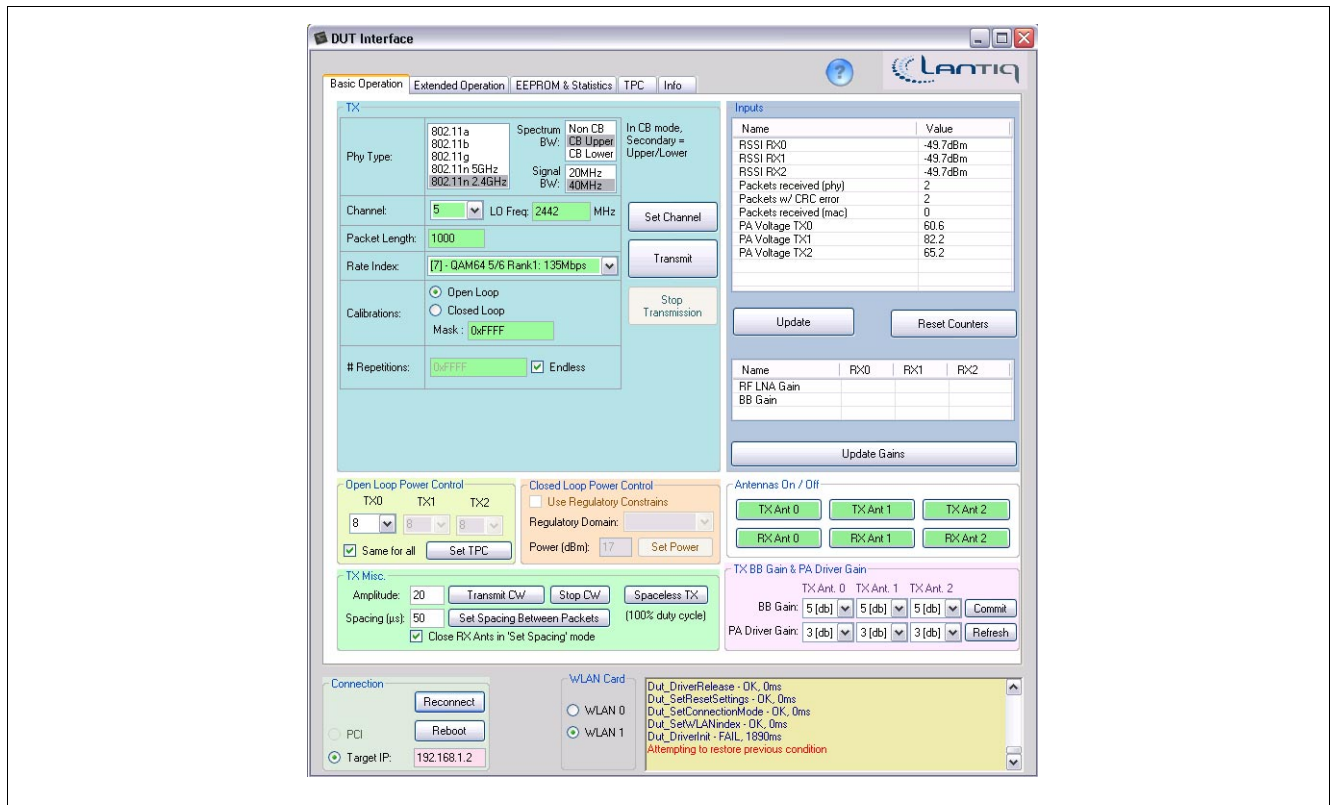 DUT Interface
LANTIQ
Basic Operation Extended Operation EEPROM & Statistics TPC Info
TX
Phy Type:
802.11a
802.11b
802.11g
802.11n 5GHz
802.11n 2.4GHz
Spectrum BW:
Non CB
CB Upper
CB Lower
Signal BW:
20MHz
40MHz
In CB mode,
Secondary =
Upper/Lower
Channel: 5 LO Freq: 2442 MHz
Set Channel
Packet Length: 1000
Transmit
Rate Index: [7] - QAM64 5/6 Rank1: 135Mbps
Stop
Transmission
Calibrations:
Open Loop
Closed Loop
Mask : 0xFFFF
# Repetitions: 0xFFFF Endless
Inputs
Name Value
RSSI RX0 -49.7dBm
RSSI RX1 -49.7dBm
RSSI RX2 -49.7dBm
Packets received (phy) 2
Packets w/ CRC error 2
Packets received (mac) 0
PA Voltage TX0 60.6
PA Voltage TX1 82.2
PA Voltage TX2 65.2
Update Reset Counters
Name RX0 RX1 RX2
RF LNA Gain
BB Gain
Update Gains
Open Loop Power Control
TX0 TX1 TX2
8 8 8
Same for all Set TPC
Closed Loop Power Control
Use Regulatory Constrains
Regulatory Domain:
Power (dBm): 17 Set Power
Antennas On / Off
TX Ant 0 TX Ant 1 TX Ant 2
RX Ant 0 RX Ant 1 RX Ant 2
TX Misc.
Amplitude: 20 Transmit CW Stop CW Spaceless TX
Spacing (µs): 50 Set Spacing Between Packets (100% duty cycle)
Close RX Ants in 'Set Spacing' mode
TX BB Gain & PA Driver Gain
TX Ant. 0 TX Ant. 1 TX Ant. 2
BB Gain: 5 [db] 5 [db] 5 [db] Commit
PA Driver Gain: 3 [db] 3 [db] 3 [db] Refresh
Connection
Reconnect
PCI Reboot
Target IP: 192.168.1.2
WLAN Card
WLAN 0
WLAN 1
Dut_DriverRelease - OK, 0ms
Dut_SetResetSettings - OK, 0ms
Dut_SetConnectionMode - OK, 0ms
Dut_SetWLANindex - OK, 0ms
Dut_DriverInit - FAIL, 1890ms
Attempting to restore previous condition